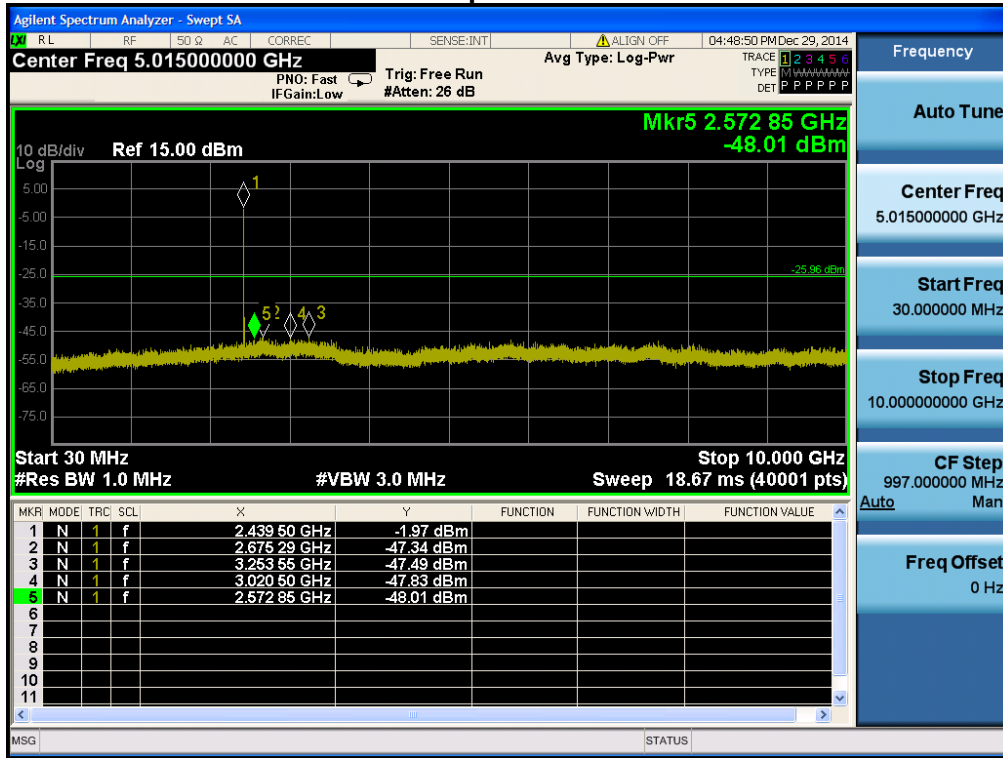 Agilent Spectrum Analyzer - Swept SA
LXI RL RF 50 Ω AC CORREC SENSE:INT ALIGN OFF 04:48:50 PM Dec 29, 2014
Center Freq 5.015000000 GHz
PNO: Fast
IFGain:Low
Trig: Free Run
#Atten: 26 dB
Avg Type: Log-Pwr
TRACE 1 2 3 4 5 6
TYPE M
DET P P P P P P
Mkr5 2.572 85 GHz
-48.01 dBm
10 dB/div Ref 15.00 dBm
Log
5.00
-5.00
-15.0
-25.0
-35.0
-45.0
-55.0
-65.0
-75.0
1
-25.96 dBm
5 2 4 3
Start 30 MHz Stop 10.000 GHz
#Res BW 1.0 MHz #VBW 3.0 MHz Sweep 18.67 ms (40001 pts)
MKR MODE TRC SCL X Y FUNCTION FUNCTION WIDTH FUNCTION VALUE
1 N 1 f 2.439 50 GHz -1.97 dBm
2 N 1 f 2.675 29 GHz -47.34 dBm
3 N 1 f 3.253 55 GHz -47.49 dBm
4 N 1 f 3.020 50 GHz -47.83 dBm
5 N 1 f 2.572 85 GHz -48.01 dBm
6
7
8
9
10
11
MSG STATUS
Frequency
Auto Tune
Center Freq
5.015000000 GHz
Start Freq
30.000000 MHz
Stop Freq
10.000000000 GHz
CF Step
997.000000 MHz
Auto Man
Freq Offset
0 Hz